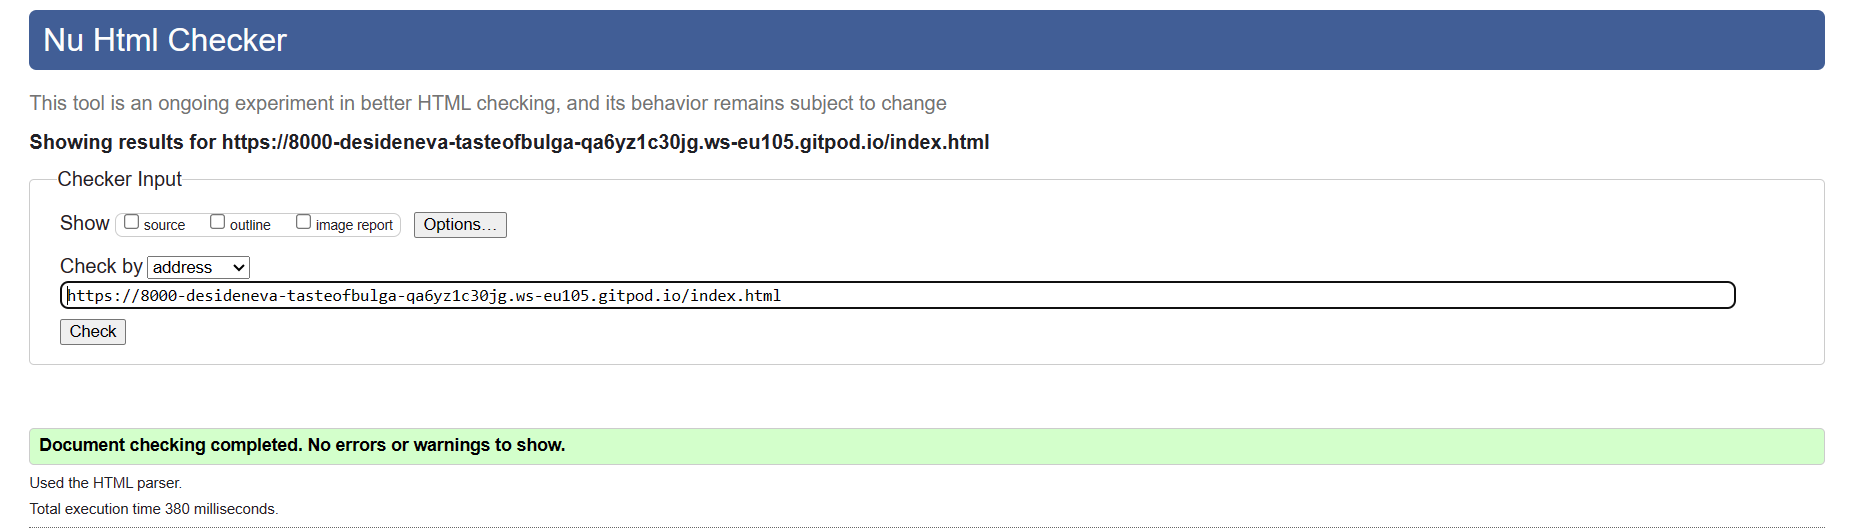 Nu Html Checker
This tool is an ongoing experiment in better HTML checking, and its behavior remains subject to change
Showing results for https://8000-desideneva-tasteofbulga-qa6yz1c30jg.ws-eu105.gitpod.io/index.html
Checker Input
Show source outline image report Options...
Check by address
https://8000-desideneva-tasteofbulga-qa6yz1c30jg.ws-eu105.gitpod.io/index.html
Check
Document checking completed. No errors or warnings to show.
Used the HTML parser.
Total execution time 380 milliseconds.